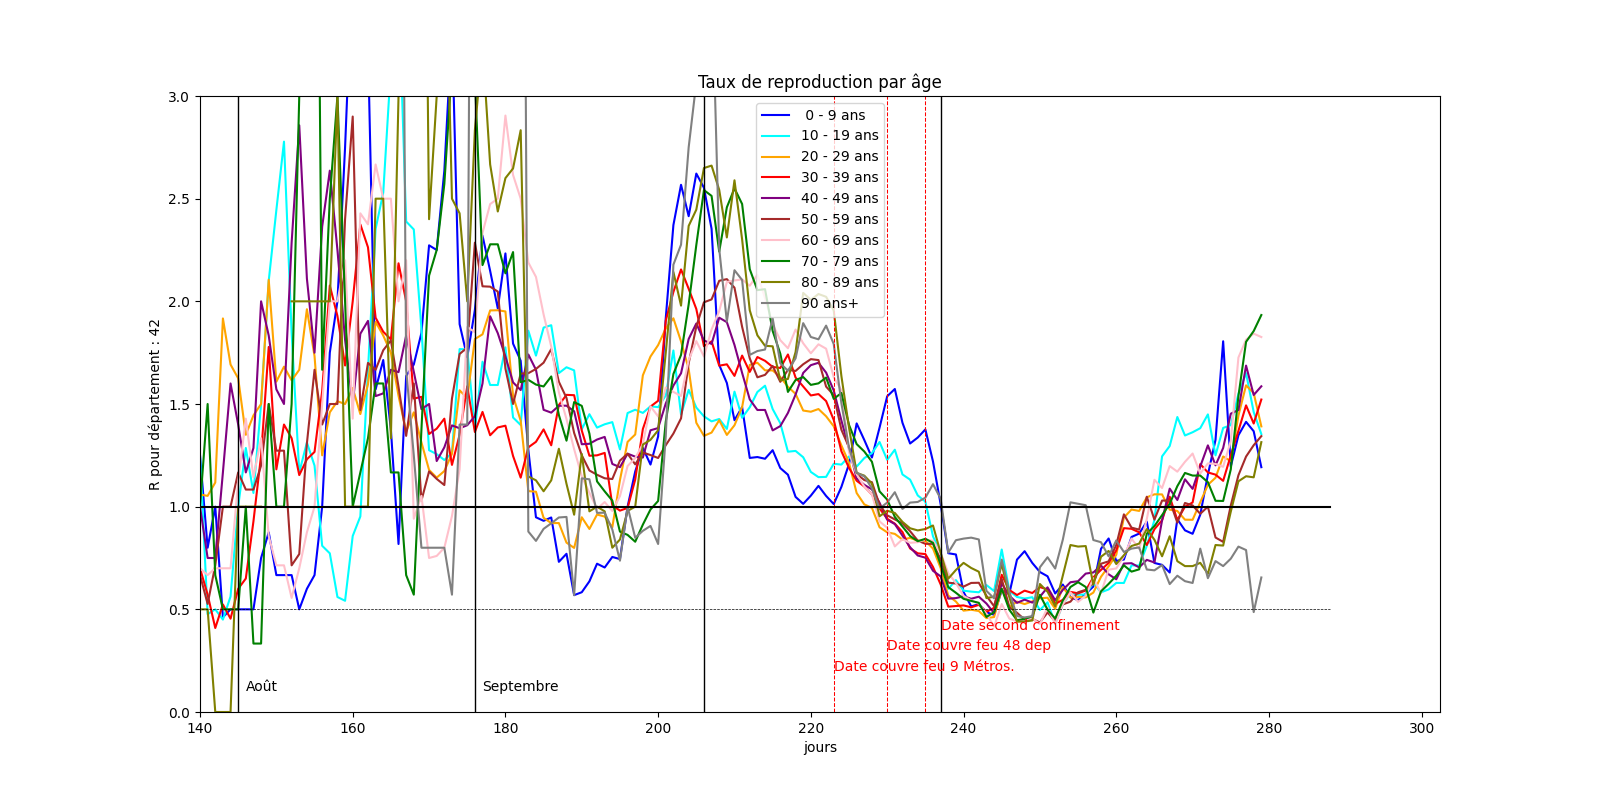 Taux de reproduction par âge
3.0
2.5
2.0
1.5
1.0
0.5
0.0
R pour département : 42
0 - 9 ans
10 - 19 ans
20 - 29 ans
30 - 39 ans
40 - 49 ans
50 - 59 ans
60 - 69 ans
70 - 79 ans
80 - 89 ans
90 ans+
Date second confinement
Date couvre feu 48 dep
Date couvre feu 9 Métros.
Août
Septembre
140
160
180
200
220
240
260
280
300
jours